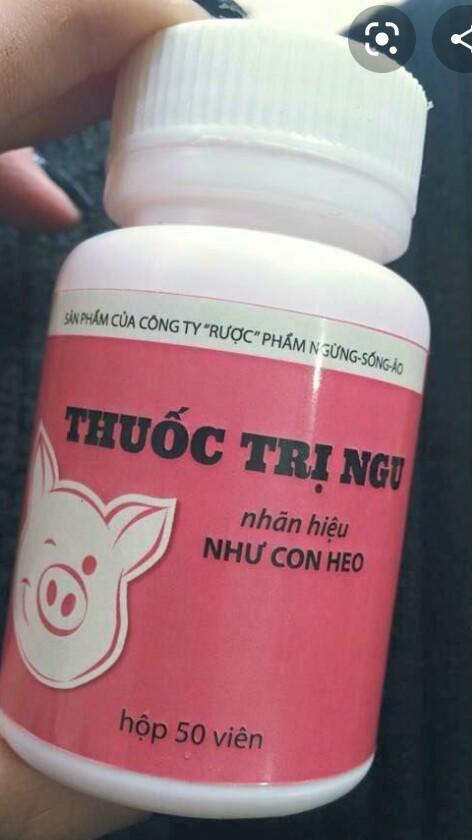 SẢN PHẨM CỦA CÔNG TY "RƯỢC" PHẨM NGỪNG-SỐNG-ẢO
THUỐC TRỊ NGU
nhãn hiệu
NHƯ CON HEO
hộp 50 viên